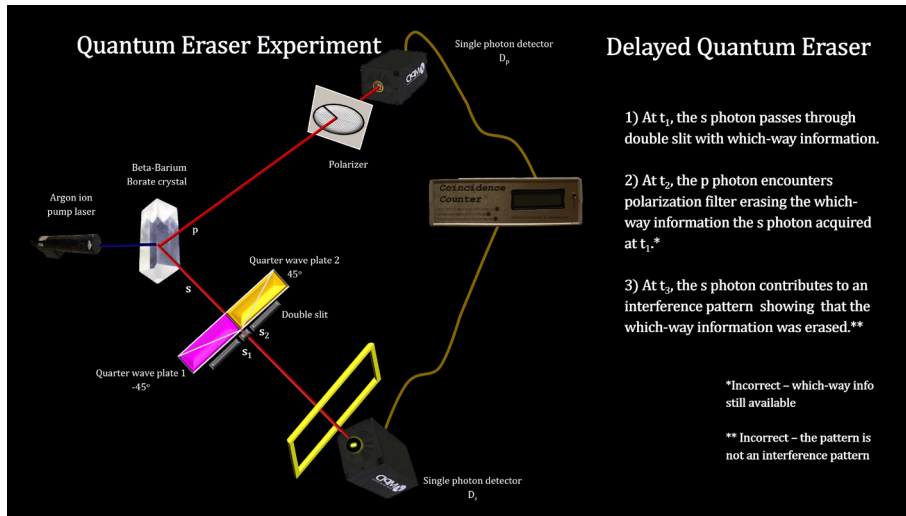 Quantum Eraser Experiment
Single photon detector
Dp
Delayed Quantum Eraser
Polarizer
Beta-Barium
Borate crystal
Argon ion
pump laser
p
s
Coincidence
Counter
Quarter wave plate 2
45°
Double slit
s2
s1
Quarter wave plate 1
-45°
Single photon detector
Ds
1) At t1, the s photon passes through
double slit with which-way information.
2) At t2, the p photon encounters
polarization filter erasing the which-
way information the s photon acquired
at t1.*
3) At t3, the s photon contributes to an
interference pattern showing that the
which-way information was erased.**
*Incorrect – which-way info
still available
** Incorrect – the pattern is
not an interference pattern